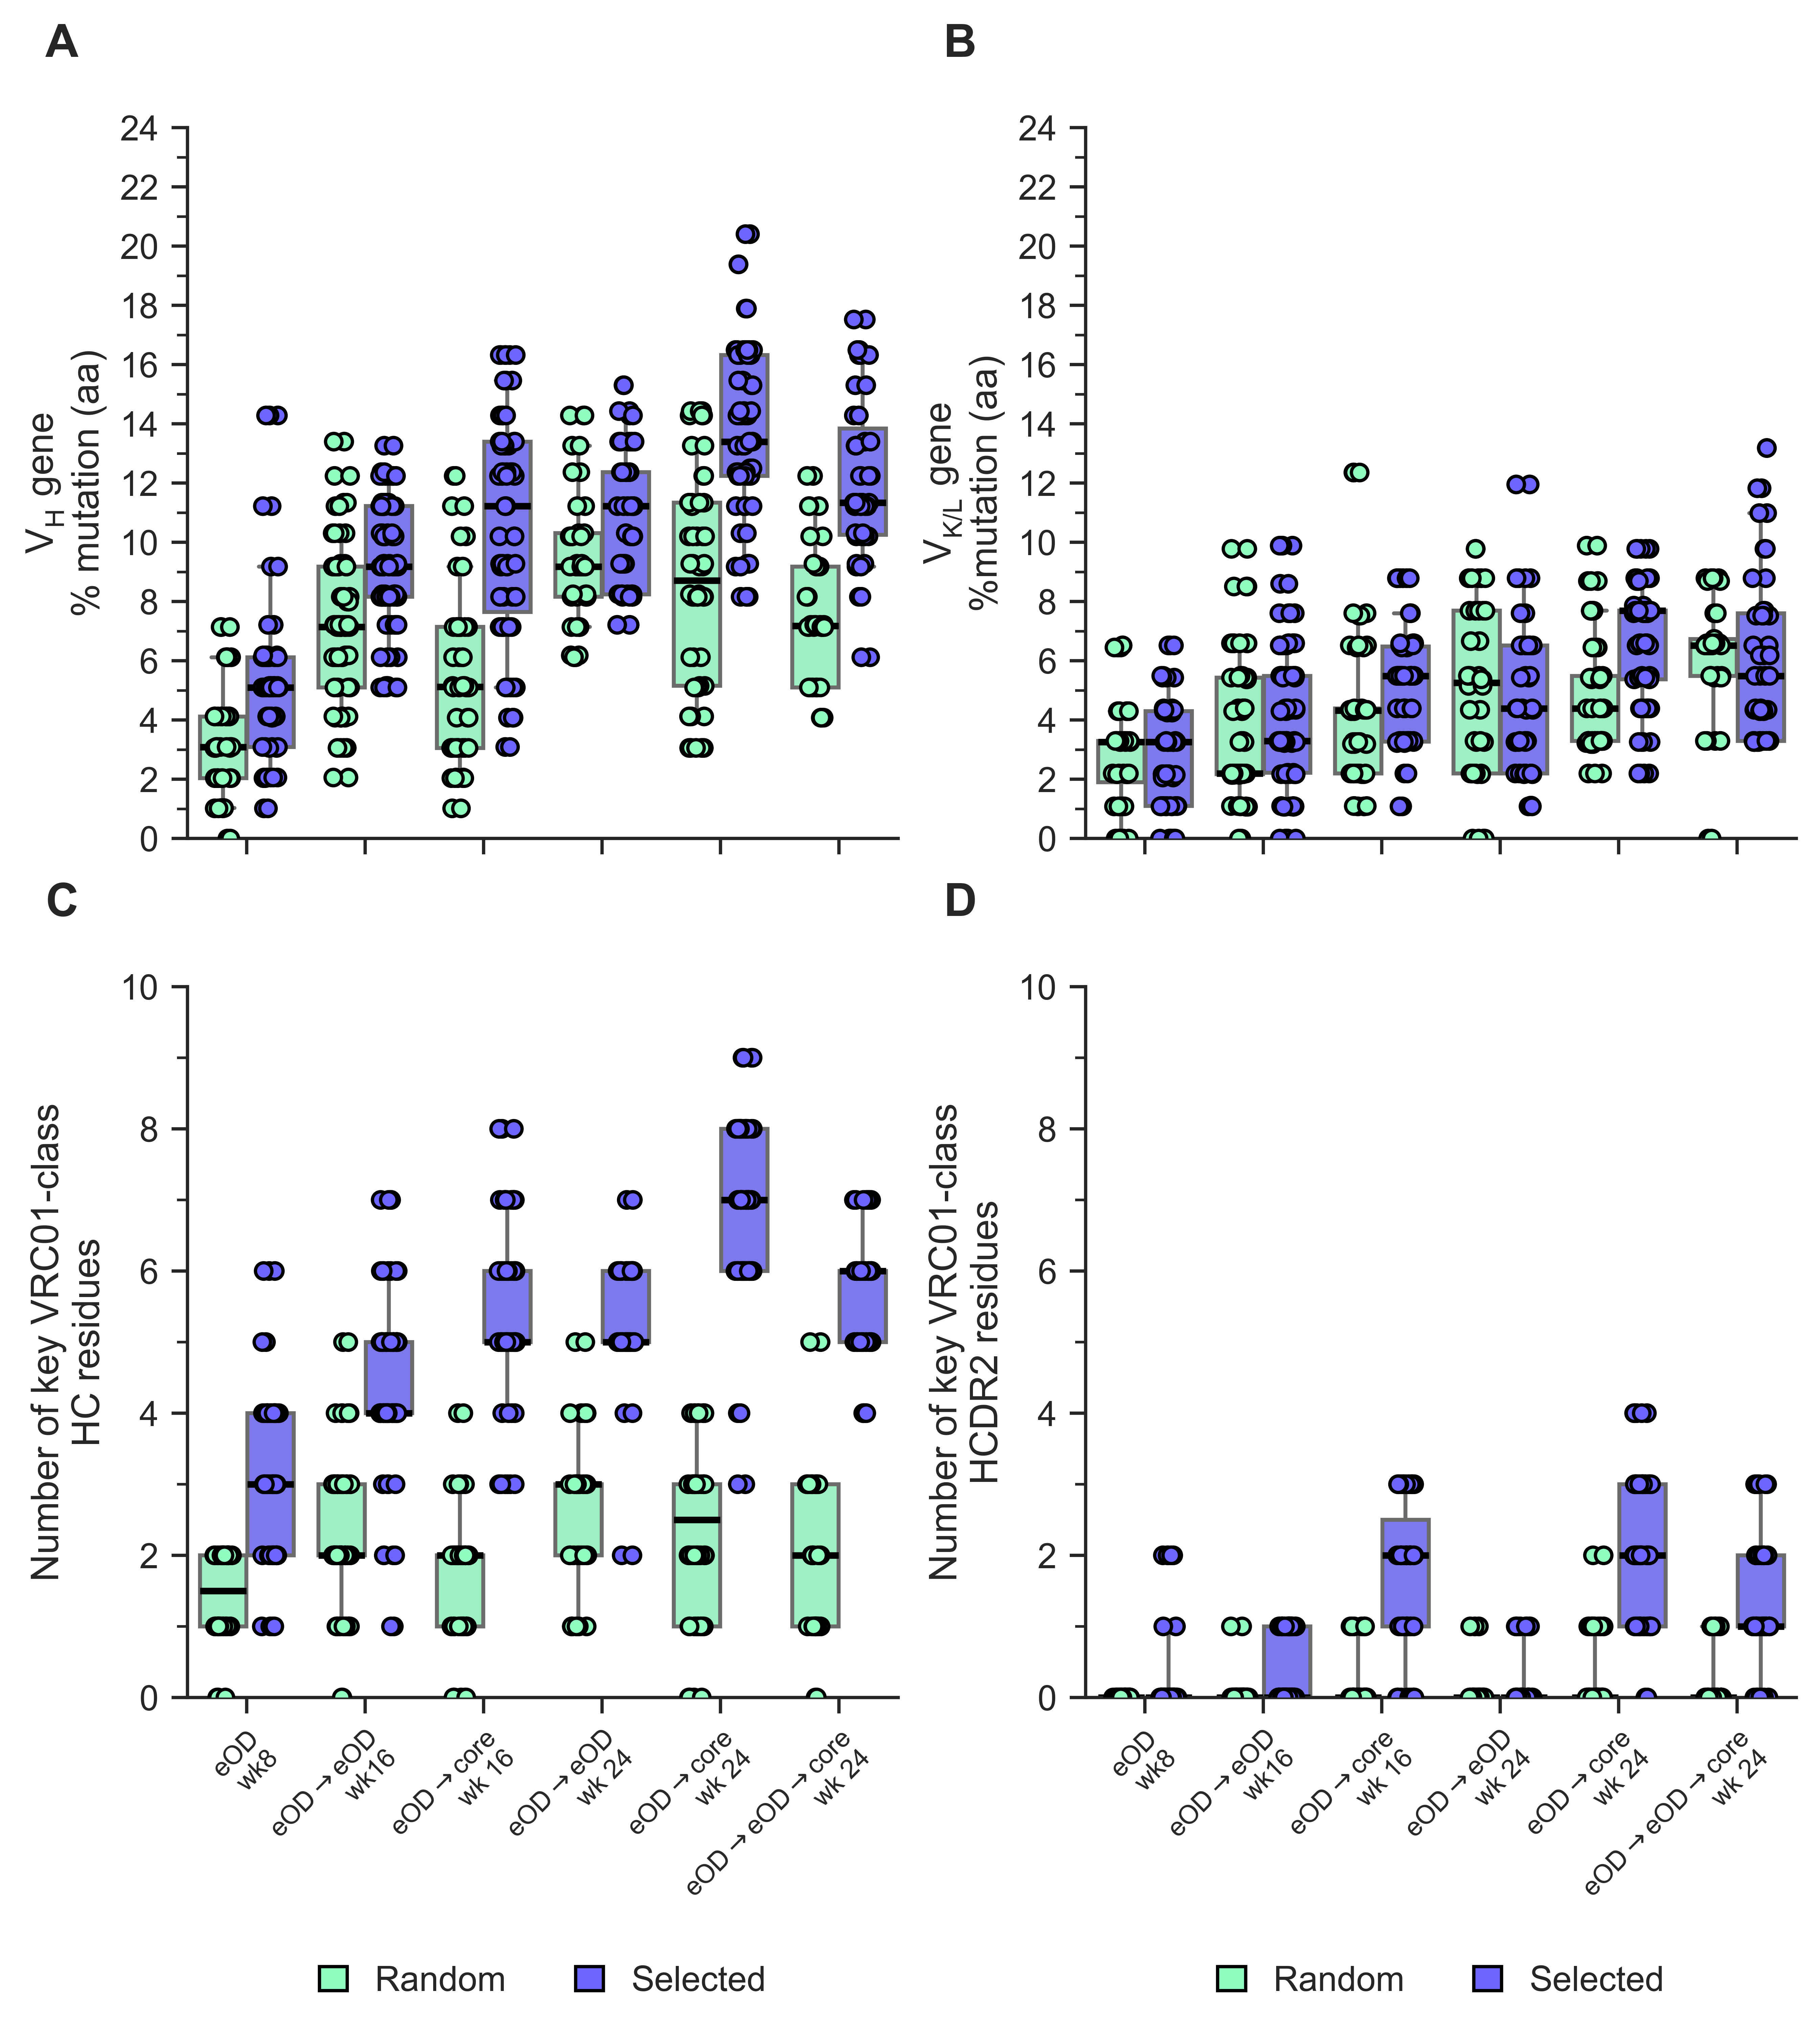 A
24
22
20
18
16
14
12
10
8
6
4
2
0
VH gene
% mutation (aa)
B
24
22
20
18
16
14
12
10
8
6
4
2
0
VK/L gene
%mutation (aa)
C
10
8
6
4
2
0
Number of key VRC01-class
HC residues
eOD
wk8
eOD→eOD
wk16
eOD→core
wk 16
eOD→eOD
wk 24
eOD→core
wk 24
eOD→eOD→core
wk 24
Random
Selected
D
10
8
6
4
2
0
Number of key VRC01-class
HCDR2 residues
eOD
wk8
eOD→eOD
wk16
eOD→core
wk 16
eOD→eOD
wk 24
eOD→core
wk 24
eOD→eOD→core
wk 24
Random
Selected